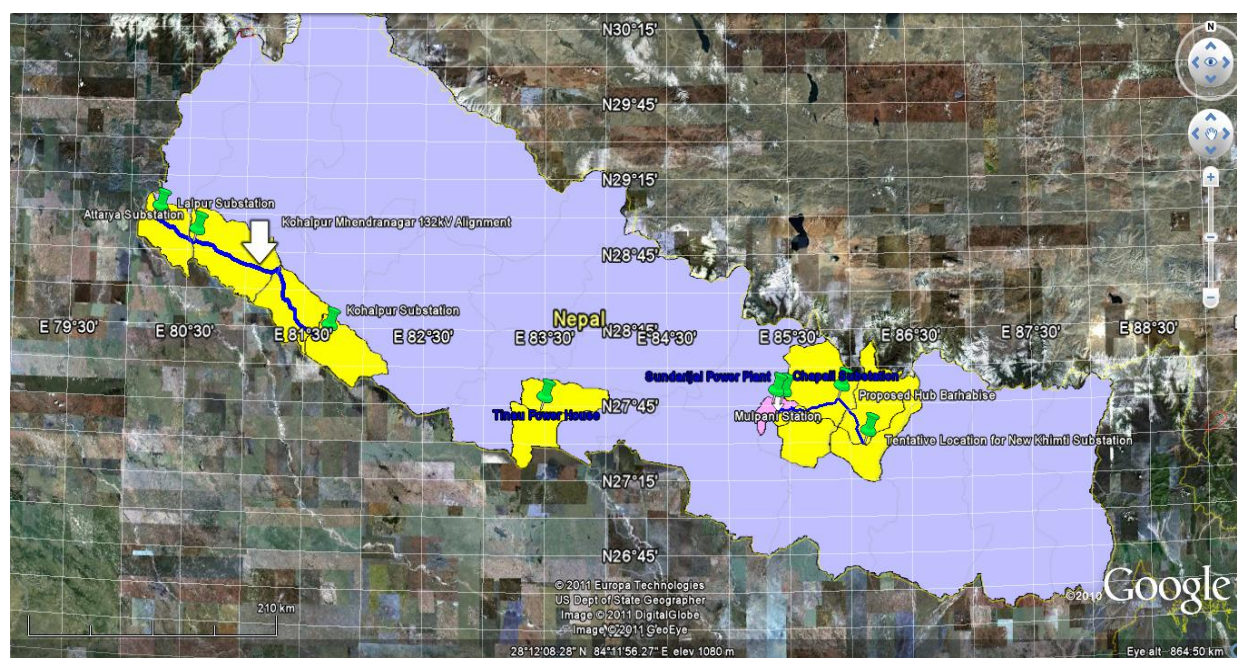 N30°15'
N
N29°45'
N29°15'
Lalpur Substation
Attarya Substation
Kohalpur Mhendranagar 132kV Alignment
N28°45'
Kohalpur Substation
Nepal
N28°15'
E 79°30'
E 80°30'
E 81°30'
E 82°30'
E 83°30'
E 84°30'
E 85°30'
E 86°30'
E 87°30'
E 88°30'
Sundarijal Power Plant
Chapali Substation
Proposed Hub Barhabise
N27°45'
Tinau Power House
Mulpani Station
Tentative Location for New Khimti Substation
N27°15'
N26°45'
© 2011 Europa Technologies
US Dept of State Geographer
Image © 2011 DigitalGlobe
Image © 2011 GeoEye
©2010 Google
210 km
28°12'08.28" N 84°11'56.27" E elev 1080 m
Eye alt 864.50 km